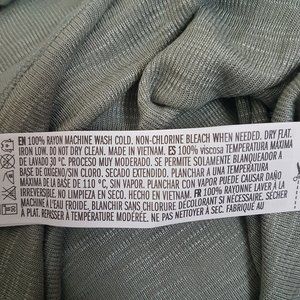 EN 100% RAYON MACHINE WASH COLD. NON-CHLORINE BLEACH WHEN NEEDED. DRY FLAT.
IRON LOW. DO NOT DRY CLEAN, MADE IN VIETNAM. ES 100% viscosa TEMPERATURA MÁXIMA
DE LAVADO 30 °C. PROCESO MUY MODERADO. SE PERMITE SOLAMENTE BLANQUEADOR A
BASE DE OXÍGENO/SIN CLORO. SECADO EXTENDIDO. PLANCHAR A UNA TEMPERATURA
MÁXIMA DE LA BASE DE 110 °C, SIN VAPOR. PLANCHAR CON VAPOR PUEDE CAUSAR DAÑO
IRREVERSIBLE. NO LIMPIEZA EN SECO. HECHO EN VIETNAM. FR 100% RAYONNE LAVER À LA
MACHINE À L'EAU FROIDE, BLANCHIR SANS CHLORURE DÉCOLORANT SI NÉCESSAIRE. SÉCHER
À PLAT. REPASSER À TEMPÉRATURE MODÉRÉE. NE PAS NETTOYER À SEC. FABRIQUÉ AU